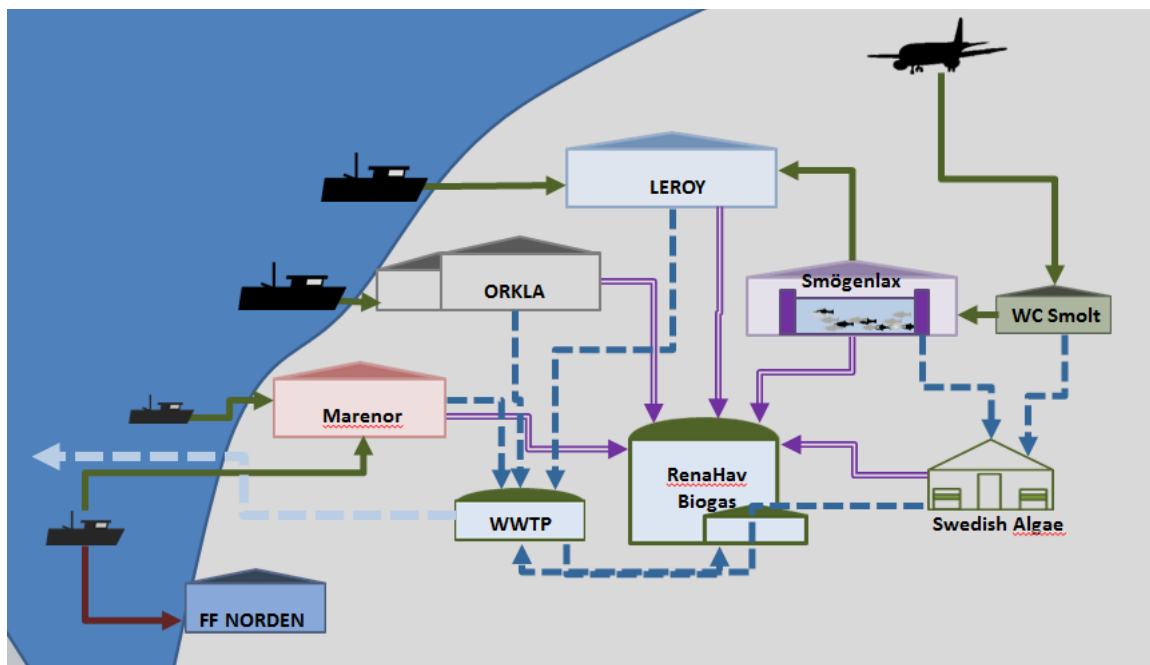 LEROY
ORKLA
Smögenlax
WC Smolt
Marenor
RenaHav
Biogas
WWTP
Swedish Algae
FF NORDEN